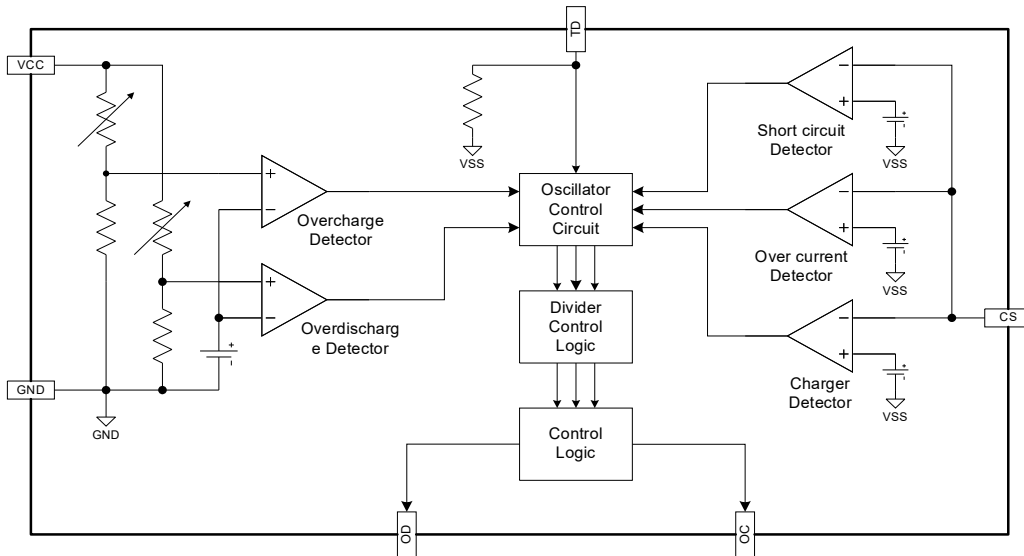 TD
VCC
VSS
+
-
Overcharge
Detector
+
-
Overdischarg
e Detector
+
-
GND
GND
Oscillator
Control
Circuit
Divider
Control
Logic
Control
Logic
-
+
Short circuit
Detector
+
-
VSS
-
+
Over current
Detector
+
-
VSS
-
+
Charger
Detector
+
-
VSS
CS
OD
OC